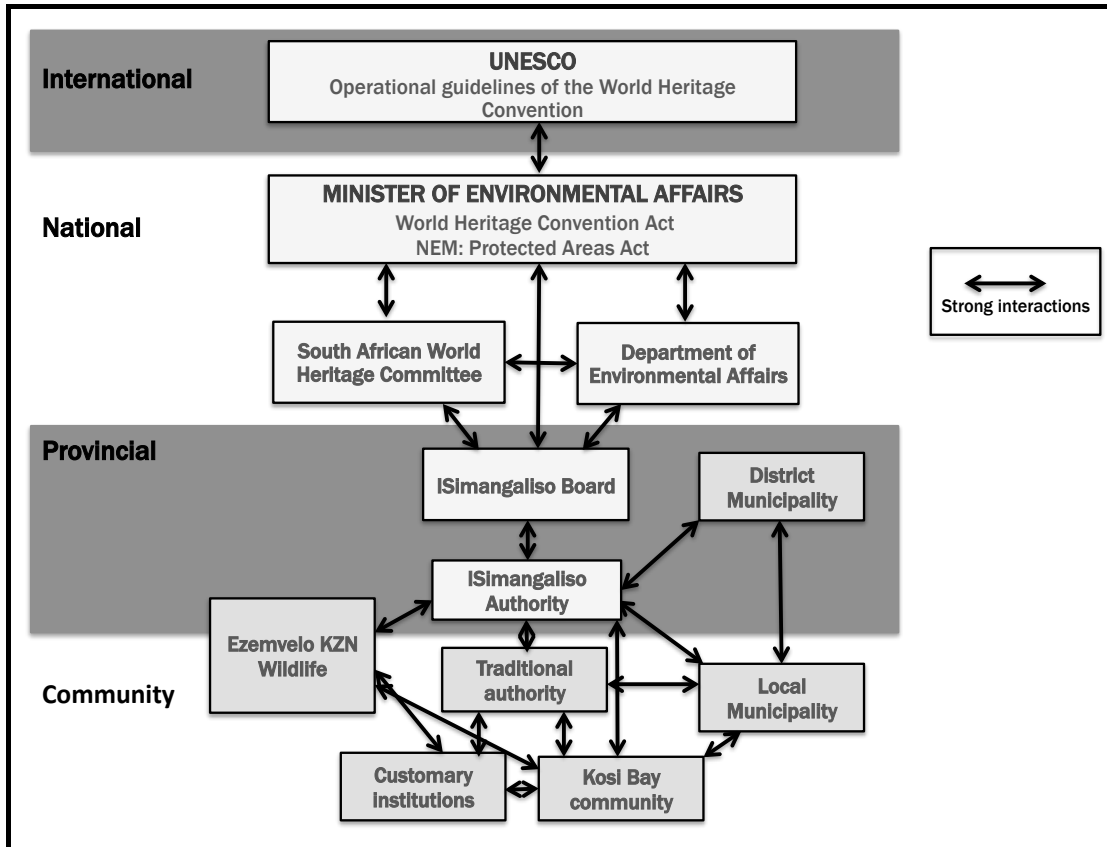 International
UNESCO
Operational guidelines of the World Heritage
Convention
National
MINISTER OF ENVIRONMENTAL AFFAIRS
World Heritage Convention Act
NEM: Protected Areas Act
Strong interactions
South African World
Heritage Committee
Department of
Environmental Affairs
Provincial
ISimangaliso Board
District
Municipality
ISimangaliso
Authority
Ezemvelo KZN
Wildlife
Community
Traditional
authority
Local
Municipality
Customary
institutions
Kosi Bay
community